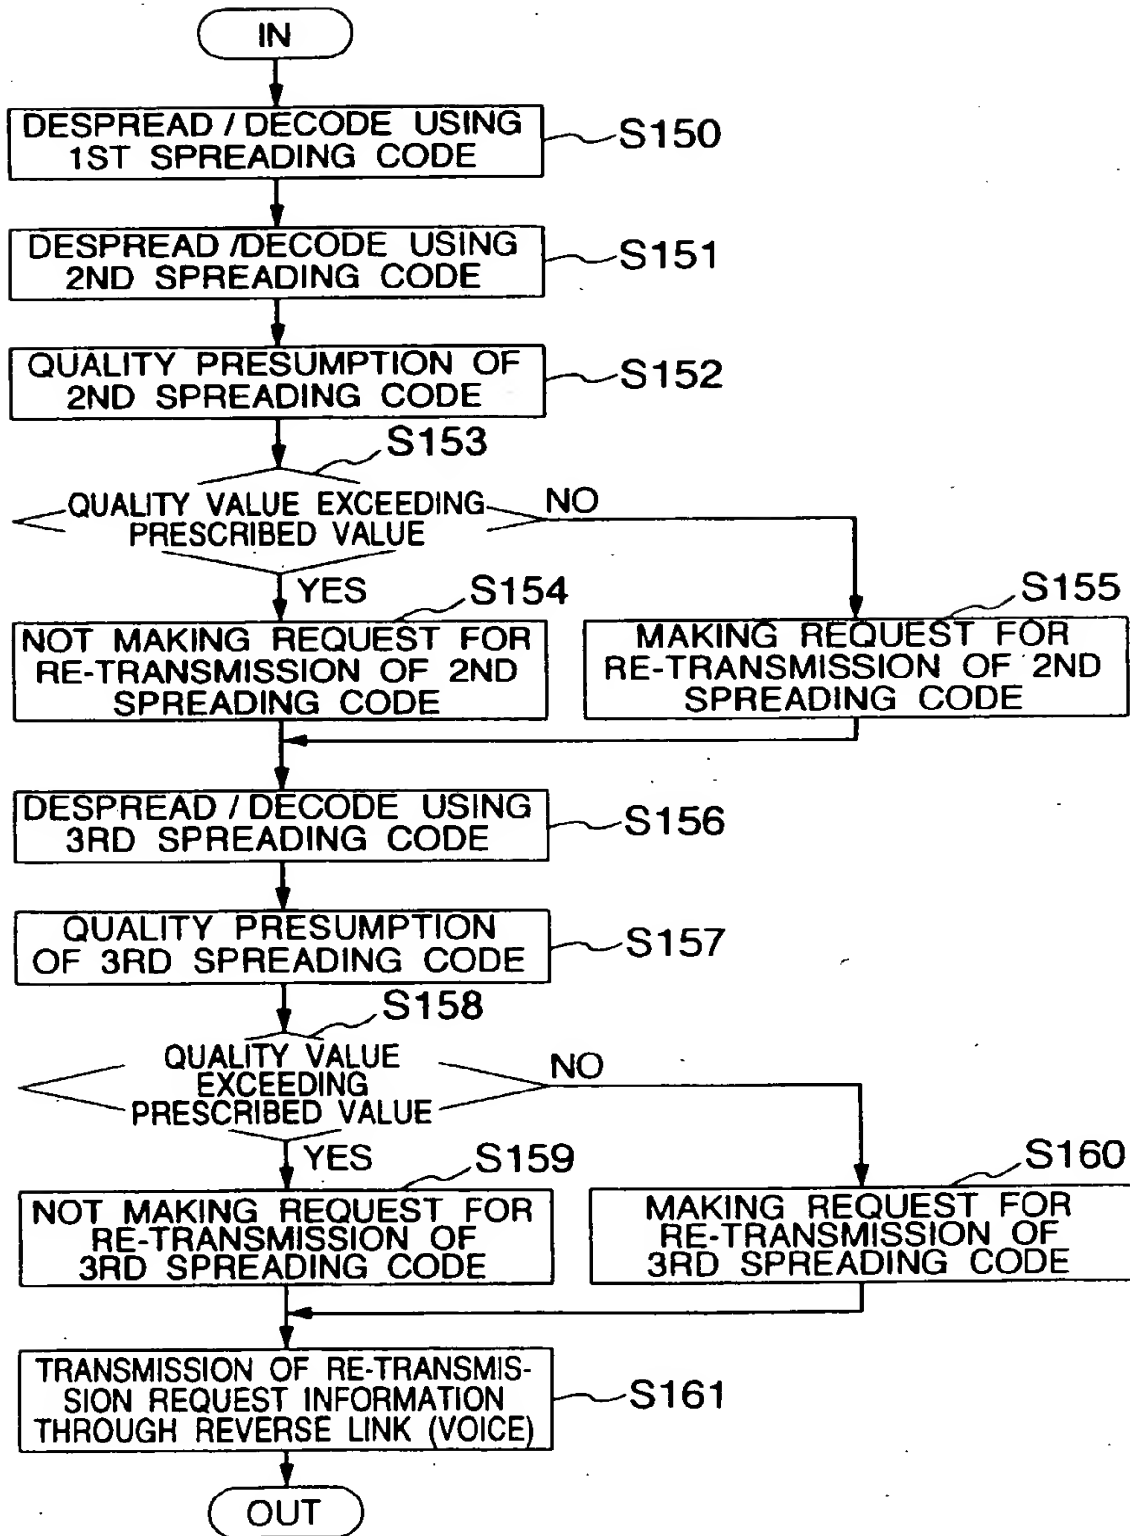 IN
DESPREAD / DECODE USING
1ST SPREADING CODE
S150
DESPREAD /DECODE USING
2ND SPREADING CODE
S151
QUALITY PRESUMPTION OF
2ND SPREADING CODE
S152
S153
QUALITY VALUE EXCEEDING
PRESCRIBED VALUE
NO
YES
S154
S155
NOT MAKING REQUEST FOR
RE-TRANSMISSION OF 2ND
SPREADING CODE
MAKING REQUEST FOR
RE-TRANSMISSION OF 2ND
SPREADING CODE
DESPREAD / DECODE USING
3RD SPREADING CODE
S156
QUALITY PRESUMPTION
OF 3RD SPREADING CODE
S157
S158
QUALITY VALUE
EXCEEDING
PRESCRIBED VALUE
NO
YES
S159
S160
NOT MAKING REQUEST FOR
RE-TRANSMISSION OF
3RD SPREADING CODE
MAKING REQUEST FOR
RE-TRANSMISSION OF
3RD SPREADING CODE
TRANSMISSION OF RE-TRANSMIS-
SION REQUEST INFORMATION
THROUGH REVERSE LINK (VOICE)
S161
OUT